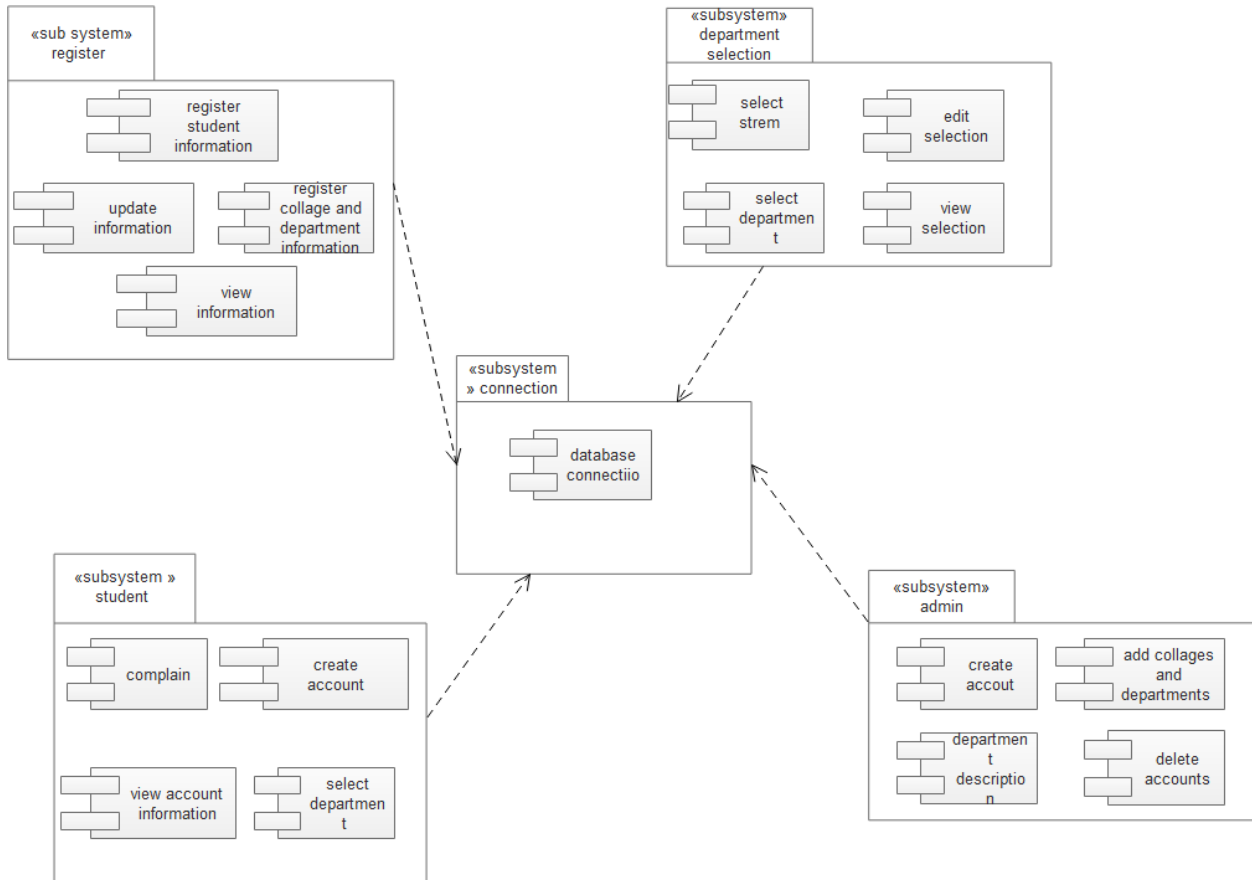 «sub system»
register
register
student
information
update
information
register
collage and
department
information
view
information
«subsystem»
department
selection
select
strem
edit
selection
select
departmen
t
view
selection
«subsystem
» connection
database
connectiio
«subsystem »
student
complain
create
account
view account
information
select
departmen
t
«subsystem»
admin
create
accout
add collages
and
departments
departmen
t
descriptio
n
delete
accounts